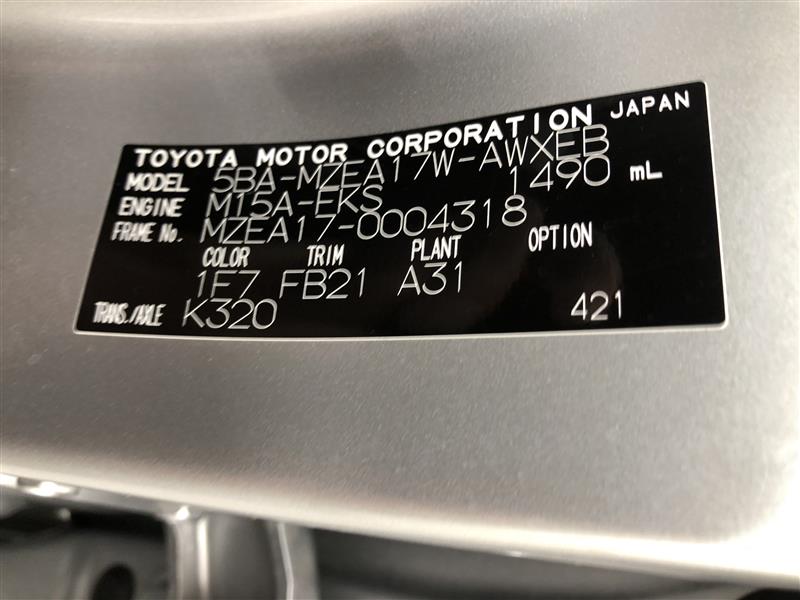 TOYOTA MOTOR CORPORATION JAPAN
MODEL 5BA-MZEA17W-AWXEB
ENGINE M15A-FKS 1490 mL
FRAME No. MZEA17-0004318
COLOR TRIM PLANT OPTION
1F7 FB21 A31
TRANS./AXLE K320 421